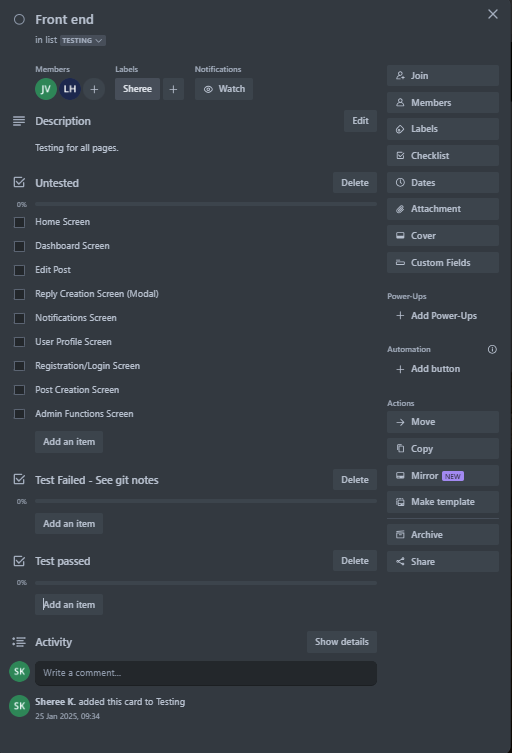 Front end
in list TESTING
Members
Labels
Notifications
JV LH
Sheree
Watch
Description
Edit
Testing for all pages.
Untested
Delete
0%
Home Screen
Dashboard Screen
Edit Post
Reply Creation Screen (Modal)
Notifications Screen
User Profile Screen
Registration/Login Screen
Post Creation Screen
Admin Functions Screen
Add an item
Test Failed - See git notes
Delete
0%
Add an item
Test passed
Delete
0%
Add an item
Activity
Show details
SK
Write a comment...
SK
Sheree K. added this card to Testing
25 Jan 2025, 09:34
Join
Members
Labels
Checklist
Dates
Attachment
Cover
Custom Fields
Power-Ups
Add Power-Ups
Automation
Add button
Actions
Move
Copy
Mirror NEW
Make template
Archive
Share